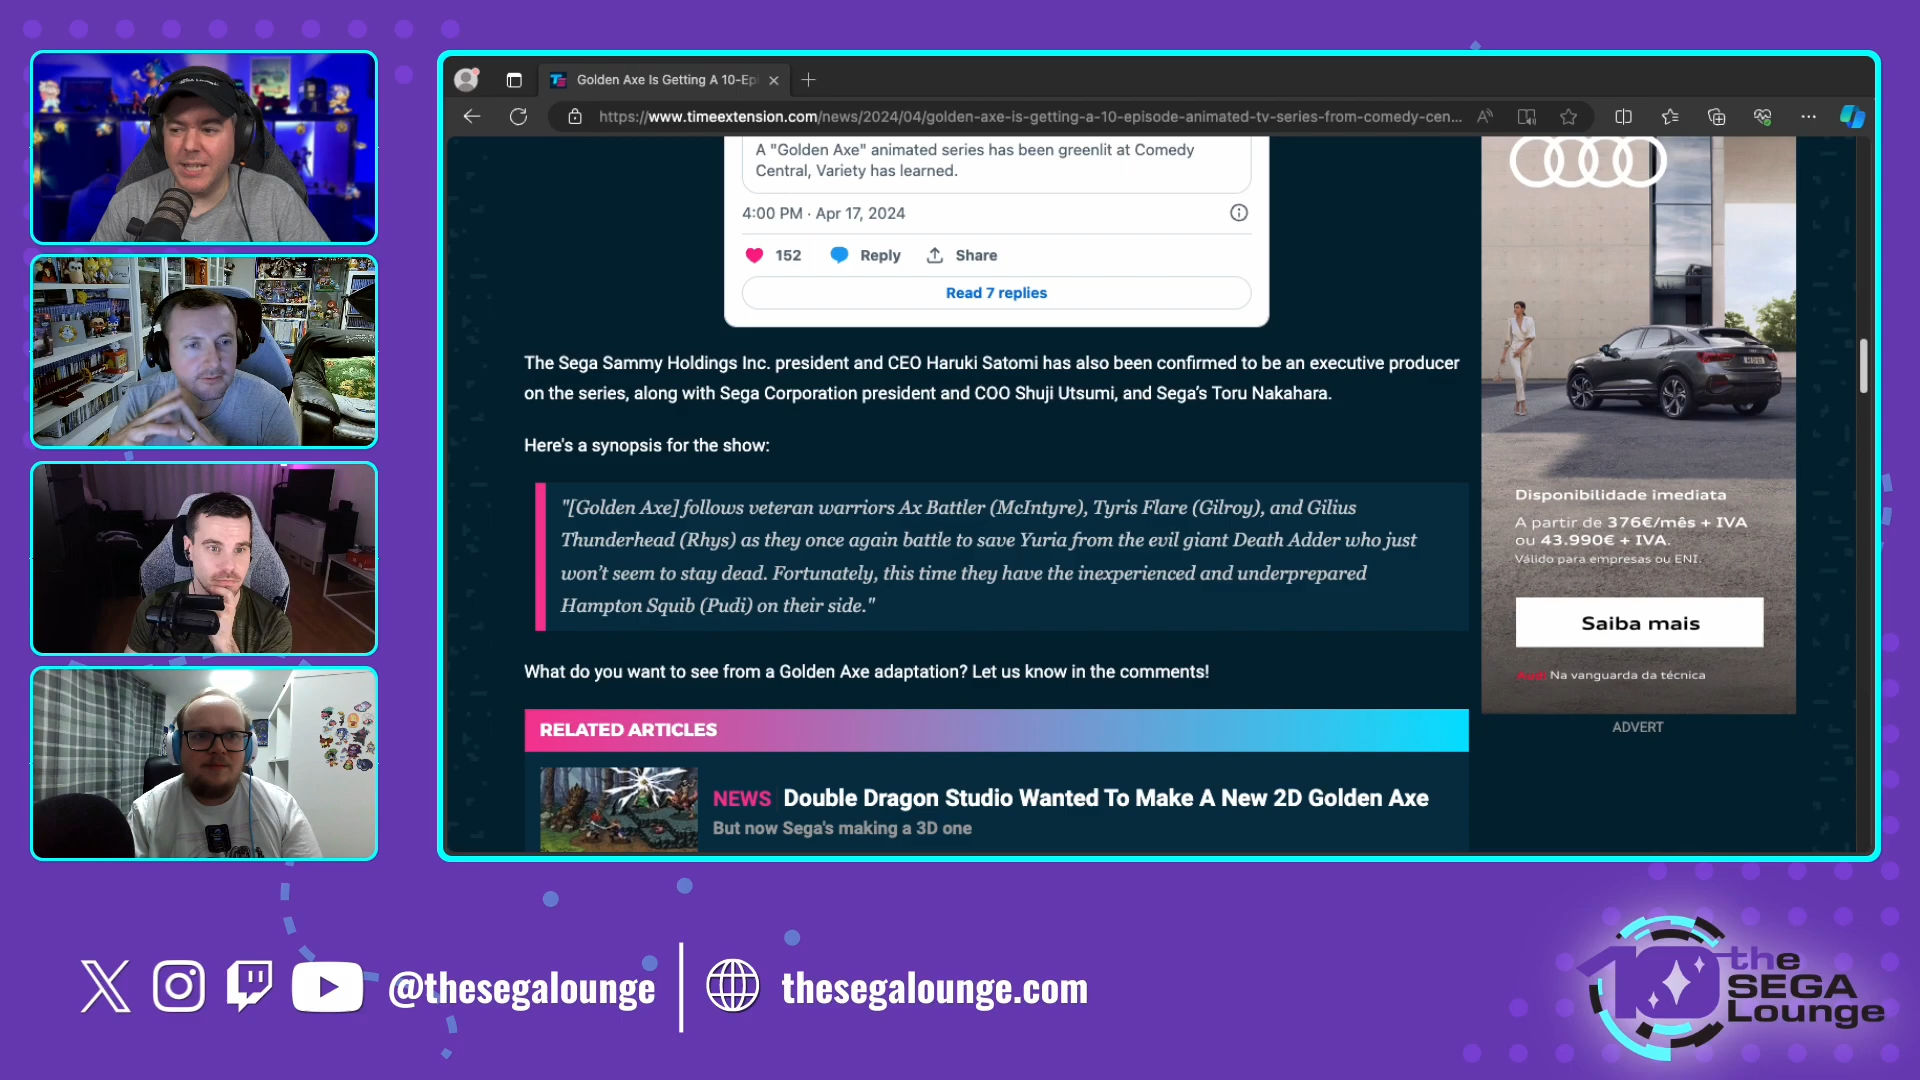 Golden Axe Is Getting A 10-Epi
https://www.timeextension.com/news/2024/04/golden-axe-is-getting-a-10-episode-animated-tv-series-from-comedy-cen...
A "Golden Axe" animated series has been greenlit at Comedy
Central, Variety has learned.
4:00 PM · Apr 17, 2024
152 Reply Share
Read 7 replies
The Sega Sammy Holdings Inc. president and CEO Haruki Satomi has also been confirmed to be an executive producer
on the series, along with Sega Corporation president and COO Shuji Utsumi, and Sega’s Toru Nakahara.
Here's a synopsis for the show:
"[Golden Axe] follows veteran warriors Ax Battler (McIntyre), Tyris Flare (Gilroy), and Gilius
Thunderhead (Rhys) as they once again battle to save Yuria from the evil giant Death Adder who just
won’t seem to stay dead. Fortunately, this time they have the inexperienced and underprepared
Hampton Squib (Pudi) on their side."
What do you want to see from a Golden Axe adaptation? Let us know in the comments!
RELATED ARTICLES
NEWS Double Dragon Studio Wanted To Make A New 2D Golden Axe
But now Sega's making a 3D one
Disponibilidade imediata
A partir de 376€/mês + IVA
ou 43.990€ + IVA.
Válido para empresas ou ENI.
Saiba mais
Audi Na vanguarda da técnica
ADVERT
@thesegalounge
thesegalounge.com
10 the
SEGA
Lounge